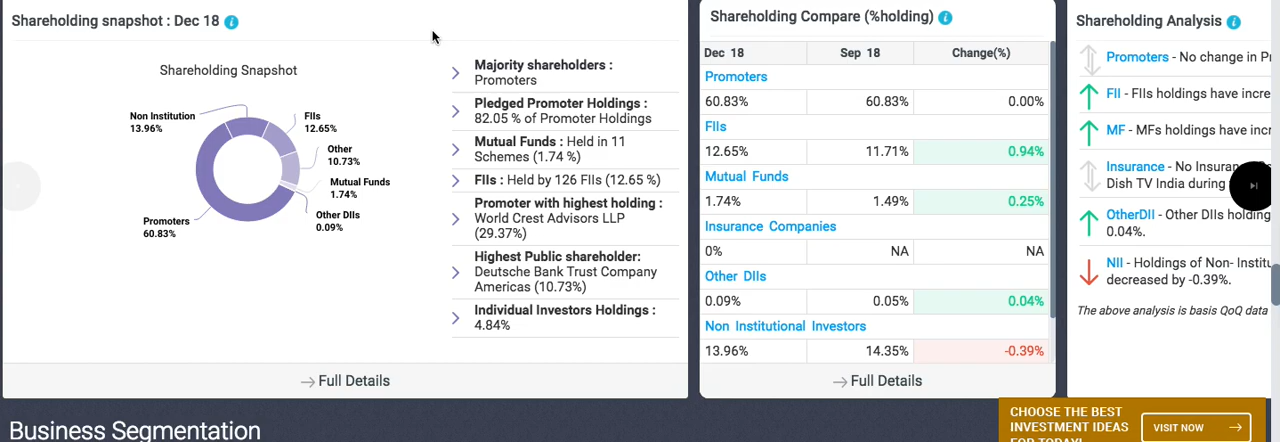 Shareholding snapshot : Dec 18
Shareholding Snapshot
Non Institution
13.96%
FIIs
12.65%
Other
10.73%
Mutual Funds
1.74%
Other DIIs
0.09%
Promoters
60.83%
Majority shareholders :
Promoters
Pledged Promoter Holdings :
82.05 % of Promoter Holdings
Mutual Funds : Held in 11
Schemes (1.74 %)
FIIs : Held by 126 FIIs (12.65 %)
Promoter with highest holding :
World Crest Advisors LLP
(29.37%)
Highest Public shareholder:
Deutsche Bank Trust Company
Americas (10.73%)
Individual Investors Holdings :
4.84%
Full Details
Shareholding Compare (%holding)
Dec 18 Sep 18 Change(%)
Promoters
60.83% 60.83% 0.00%
FIIs
12.65% 11.71% 0.94%
Mutual Funds
1.74% 1.49% 0.25%
Insurance Companies
0% NA NA
Other DIIs
0.09% 0.05% 0.04%
Non Institutional Investors
13.96% 14.35% -0.39%
Full Details
Shareholding Analysis
Promoters - No change in
FII - FIIs holdings have
MF - MFs holdings have
Insurance - No
Dish TV India during
OtherDII - Other DIIs holding
0.04%.
NII - Holdings of Non-
decreased by -0.39%.
The above analysis is basis QoQ data
Business Segmentation
CHOOSE THE BEST
INVESTMENT IDEAS
FOR TODAY!
VISIT NOW